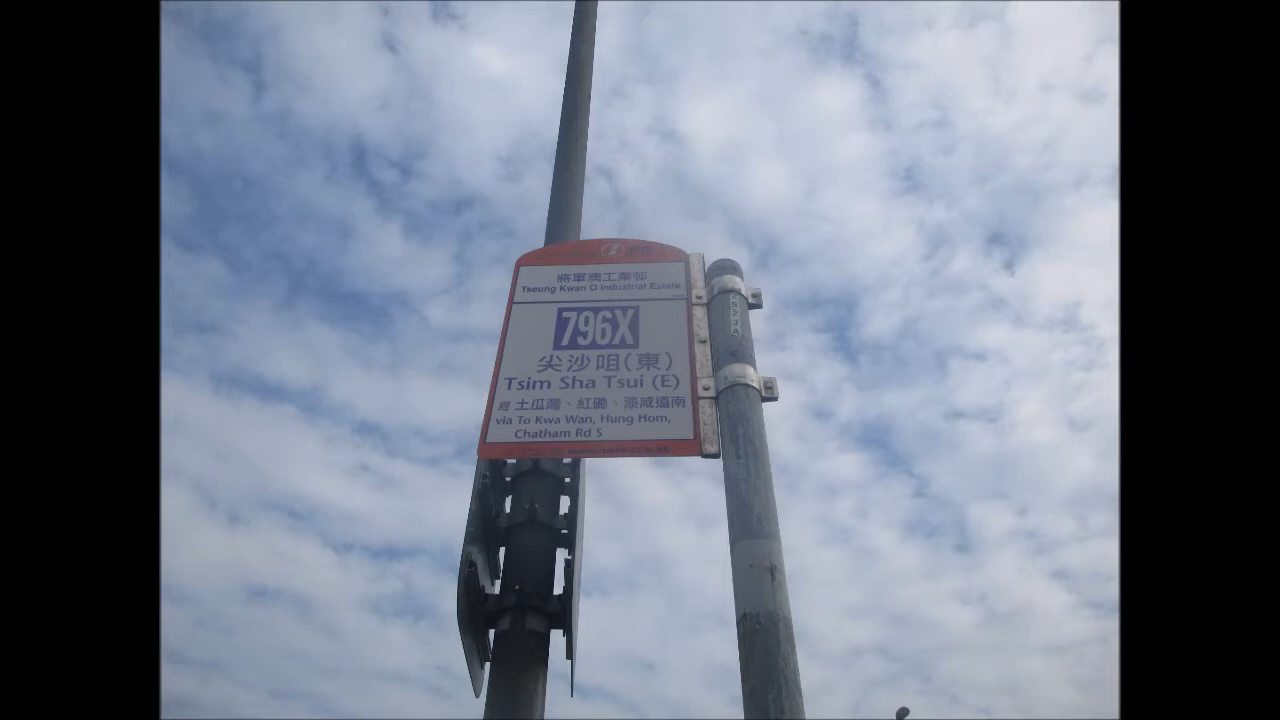 將軍澳工業邨
Tseung Kwan O Industrial Estate
796X
尖沙咀(東)
Tsim Sha Tsui (E)
經 土瓜灣、紅磡、漆咸道南
via To Kwa Wan, Hung Hom,
Chatham Rd S